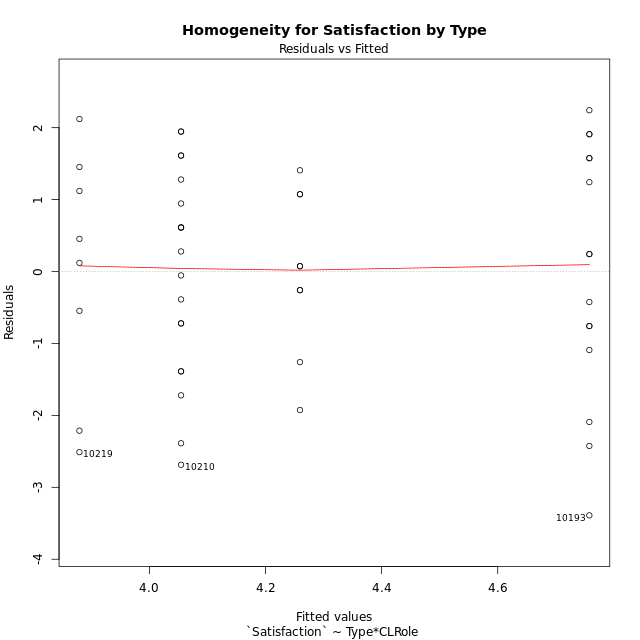 Homogeneity for Satisfaction by Type
Residuals vs Fitted
2
1
0
-1
-2
-3
-4
Residuals
10219
10210
10193
4.0 4.2 4.4 4.6
Fitted values
`Satisfaction` ~ Type*CLRole